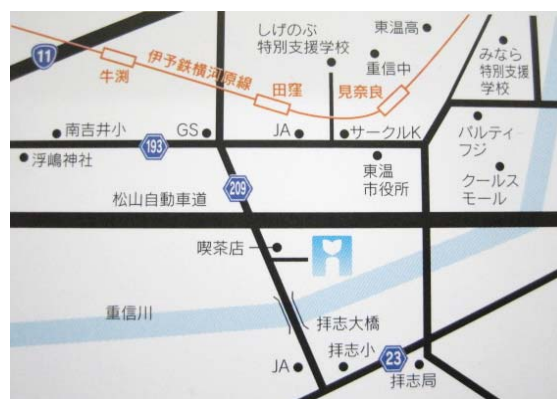 しげのぶ
特別支援学校
東温高
11
伊予鉄横河原線
重信中
みなら
特別支援
学校
牛渕
田窪
見奈良
南吉井小
193
GS
JA
サークルK
パルティ
フジ
浮嶋神社
209
東温
市役所
クールス
モール
松山自動車道
喫茶店
重信川
拝志大橋
JA
拝志小
23
拝志局